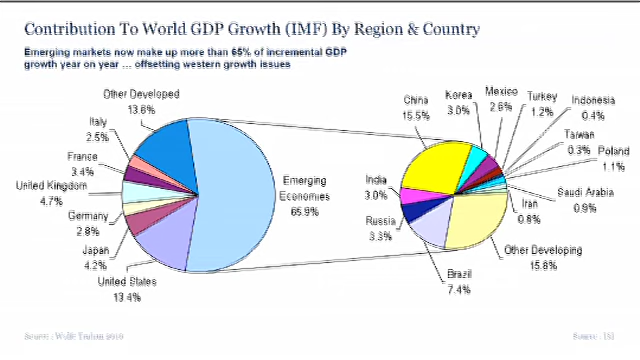 Contribution To World GDP Growth (IMF) By Region & Country
Emerging markets now make up more than 65% of incremental GDP
growth year on year ... offsetting western growth issues
Other Developed
13.6%
Italy
2.5%
France
3.4%
United Kingdom
4.7%
Germany
2.8%
Japan
4.2%
United States
13.4%
Emerging
Economies
65.9%
China
15.5%
Korea
3.0%
Mexico
2.6%
Turkey
1.2%
Indonesia
0.4%
Taiwan
0.3%
Poland
1.1%
Saudi Arabia
0.9%
Iran
0.8%
Other Developing
15.8%
Brazil
7.4%
Russia
3.3%
India
3.0%
Source :
Source :